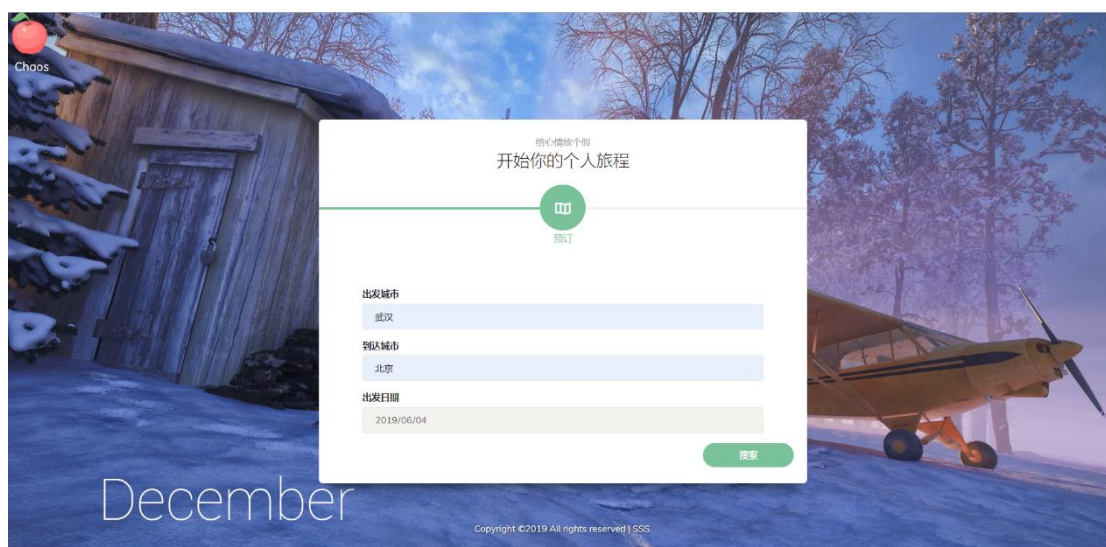 Chaos
给心情放个假
开始你的个人旅程
预订
出发城市
武汉
到达城市
北京
出发日期
2019/06/04
搜索
December
Copyright ©2019 All rights reserved | SSS